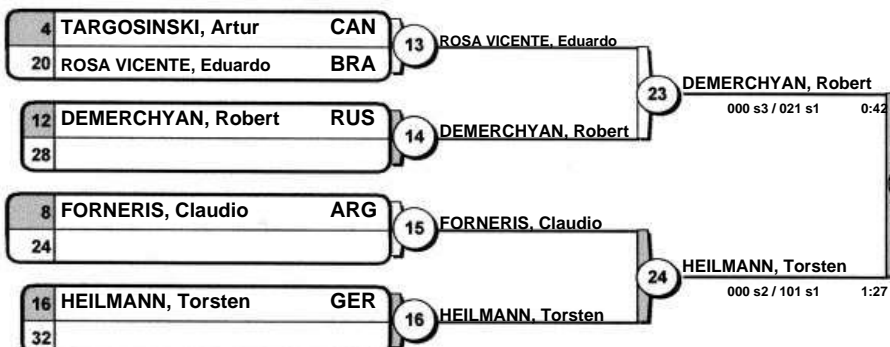 4 TARGOSINSKI, Artur CAN
20 ROSA VICENTE, Eduardo BRA
13 ROSA VICENTE, Eduardo
12 DEMERCHYAN, Robert RUS
28
14 DEMERCHYAN, Robert
23 DEMERCHYAN, Robert
000 s3 / 021 s1 0:42
8 FORNERIS, Claudio ARG
24
15 FORNERIS, Claudio
16 HEILMANN, Torsten GER
32
16 HEILMANN, Torsten
24 HEILMANN, Torsten
000 s2 / 101 s1 1:27